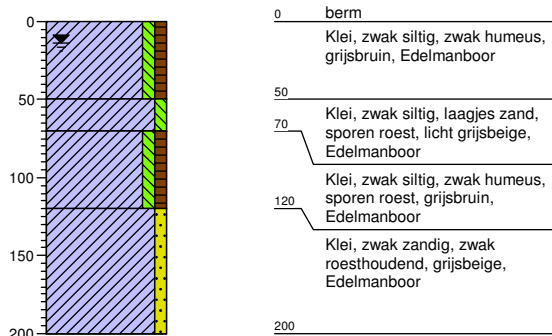 0
50
100
150
200
0
berm
Klei, zwak siltig, zwak humeus,
grijsbruin, Edelmanboor
50
Klei, zwak siltig, laagjes zand,
sporen roest, licht grijsbeige,
Edelmanboor
70
Klei, zwak siltig, zwak humeus,
sporen roest, grijsbruin,
Edelmanboor
120
Klei, zwak zandig, zwak
roesthoudend, grijsbeige,
Edelmanboor
200